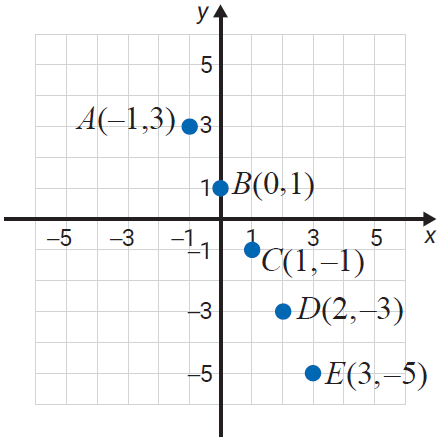 y
5
A(–1,3) 3
1 B(0,1)
–5 –3 –1 1 3 5 x
–1 C(1,–1)
–3 D(2,–3)
–5 E(3,–5)